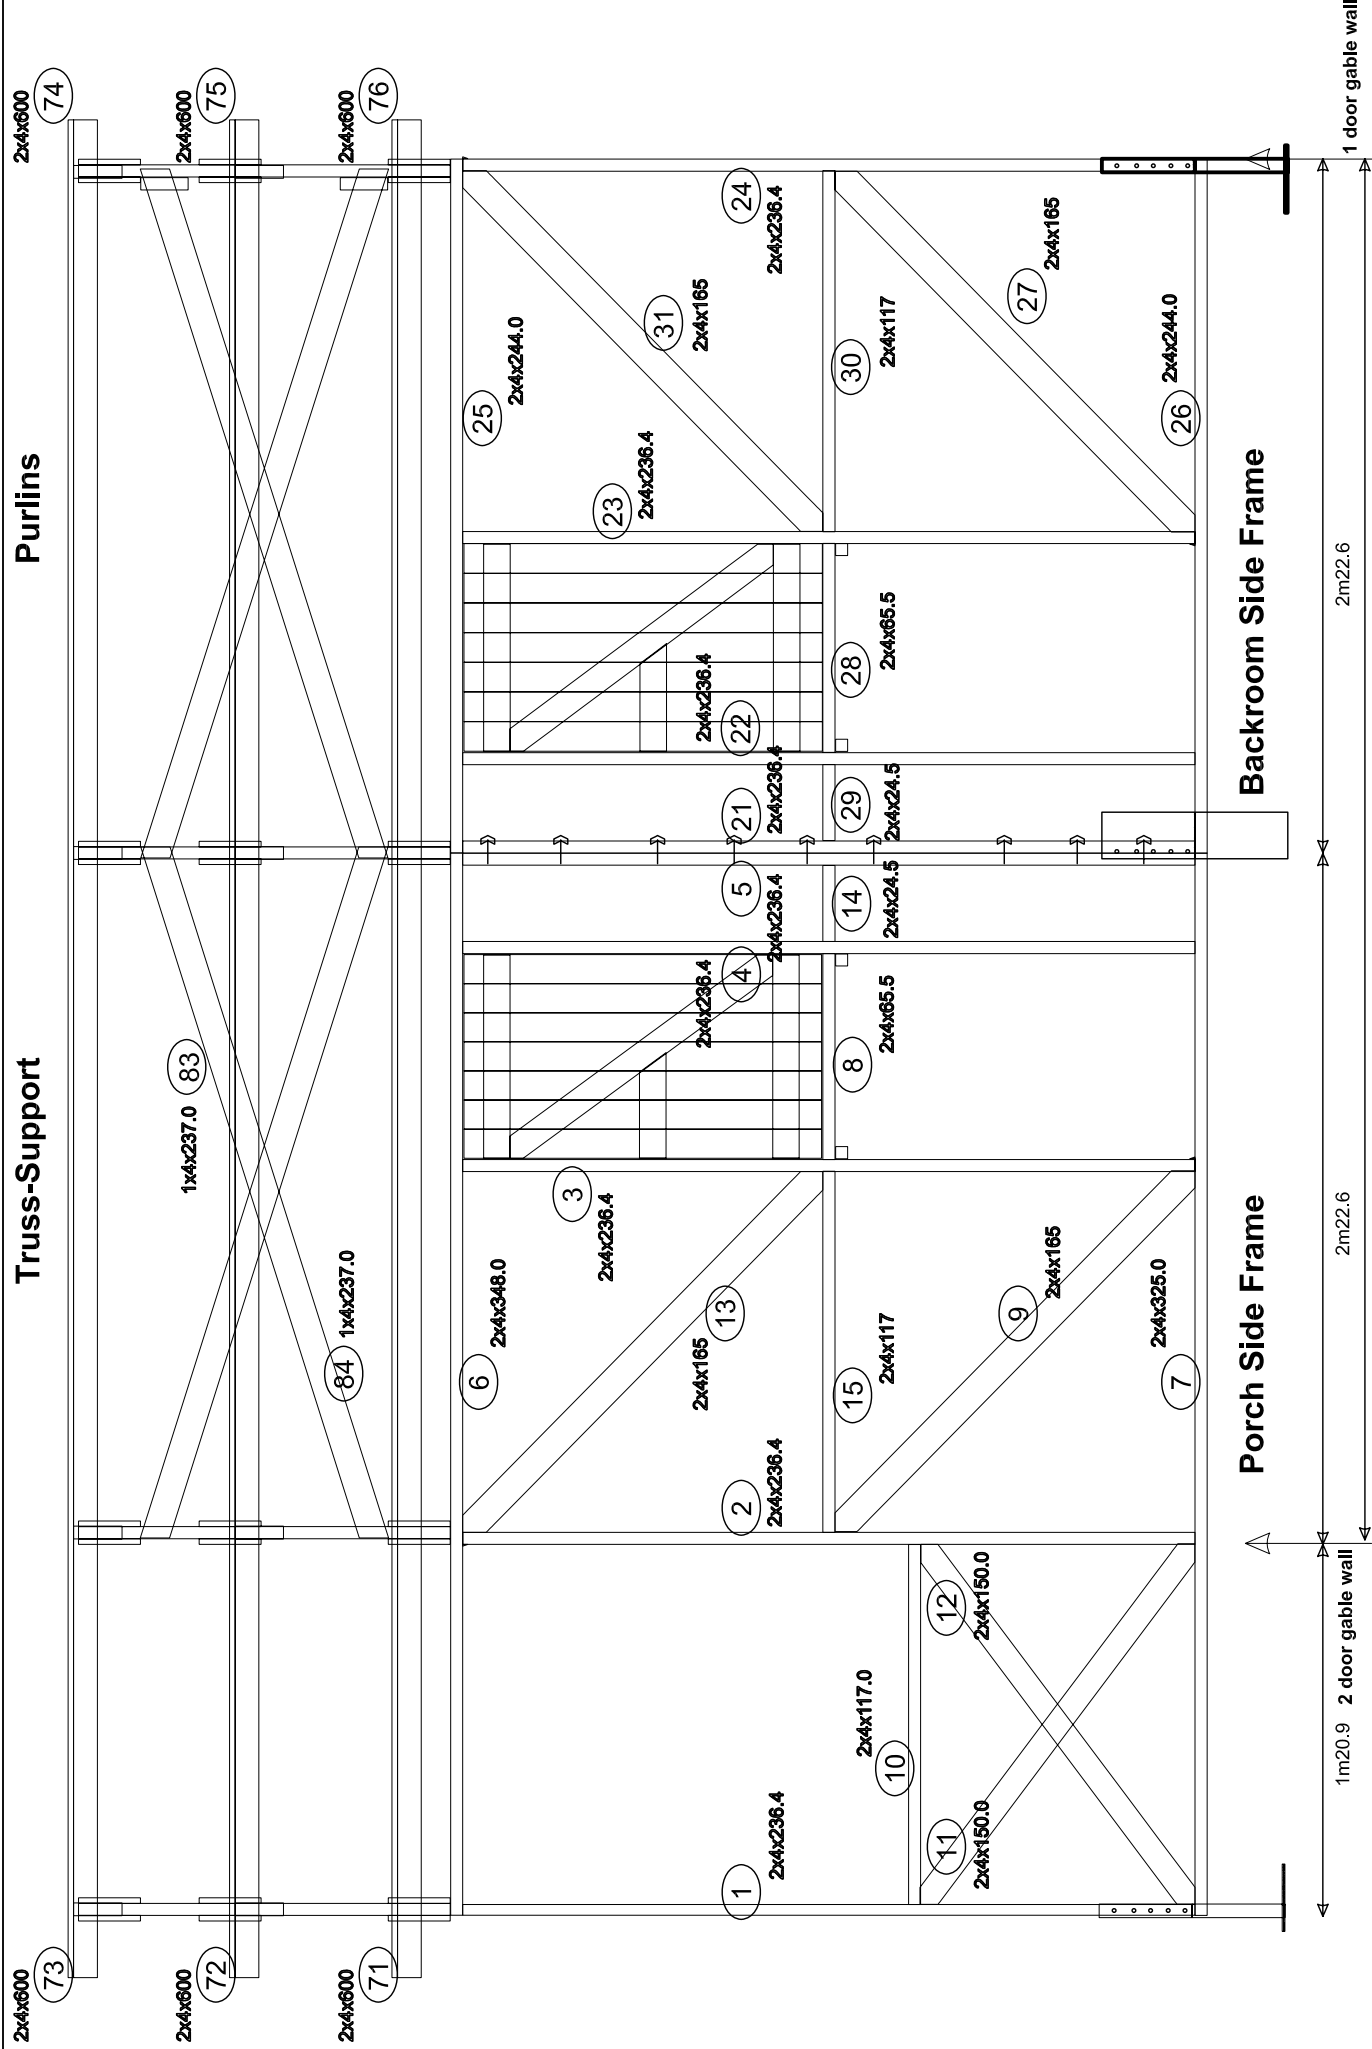 Truss-Support
Purlins
2x4x600
73
2x4x600
74
2x4x600
72
2x4x600
75
2x4x600
71
2x4x600
76
83
1x4x237.0
84
1x4x237.0
6
2x4x348.0
25
2x4x244.0
3
2x4x236.4
23
2x4x236.4
13
2x4x165
31
2x4x165
1
2x4x236.4
2
2x4x236.4
4
2x4x236.4
5
2x4x236.4
21
2x4x236.4
22
2x4x236.4
24
2x4x236.4
10
2x4x117.0
15
2x4x117
8
2x4x65.5
14
2x4x24.5
29
2x4x24.5
28
2x4x65.5
30
2x4x117
11
2x4x150.0
12
2x4x150.0
9
2x4x165
27
2x4x165
7
2x4x325.0
26
2x4x244.0
Porch Side Frame
Backroom Side Frame
1m20.9
2 door gable wall
2m22.6
2m22.6
1 door gable wall